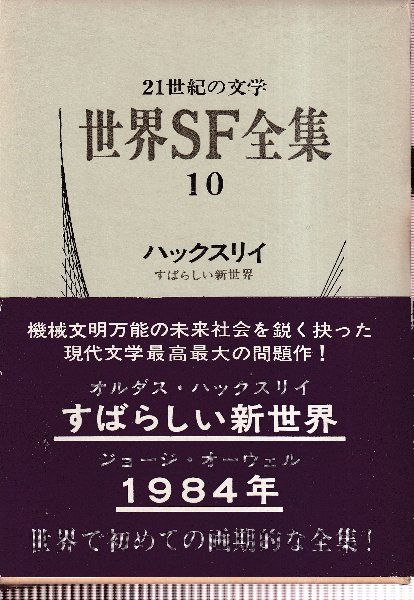 21世紀の文学
世界SF全集
10
ハックスリイ
すばらしい新世界
機械文明万能の未来社会を鋭く抉った
現代文学最高最大の問題作！
オルダス・ハックスリイ
すばらしい新世界
ジョージ・オーウェル
1984年
世界で初めての画期的な全集！